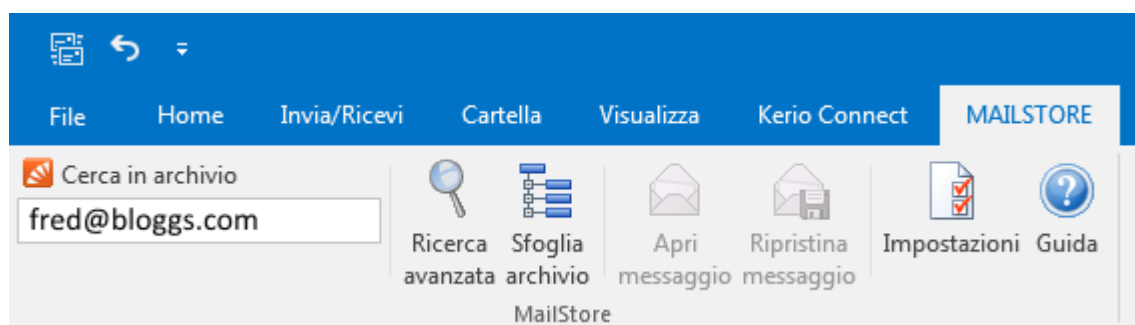 File Home Invia/Ricevi Cartella Visualizza Kerio Connect MAILSTORE
Cerca in archivio
fred@bloggs.com
Ricerca avanzata
Sfoglia archivio
Apri messaggio
Ripristina messaggio
Impostazioni
Guida
MailStore